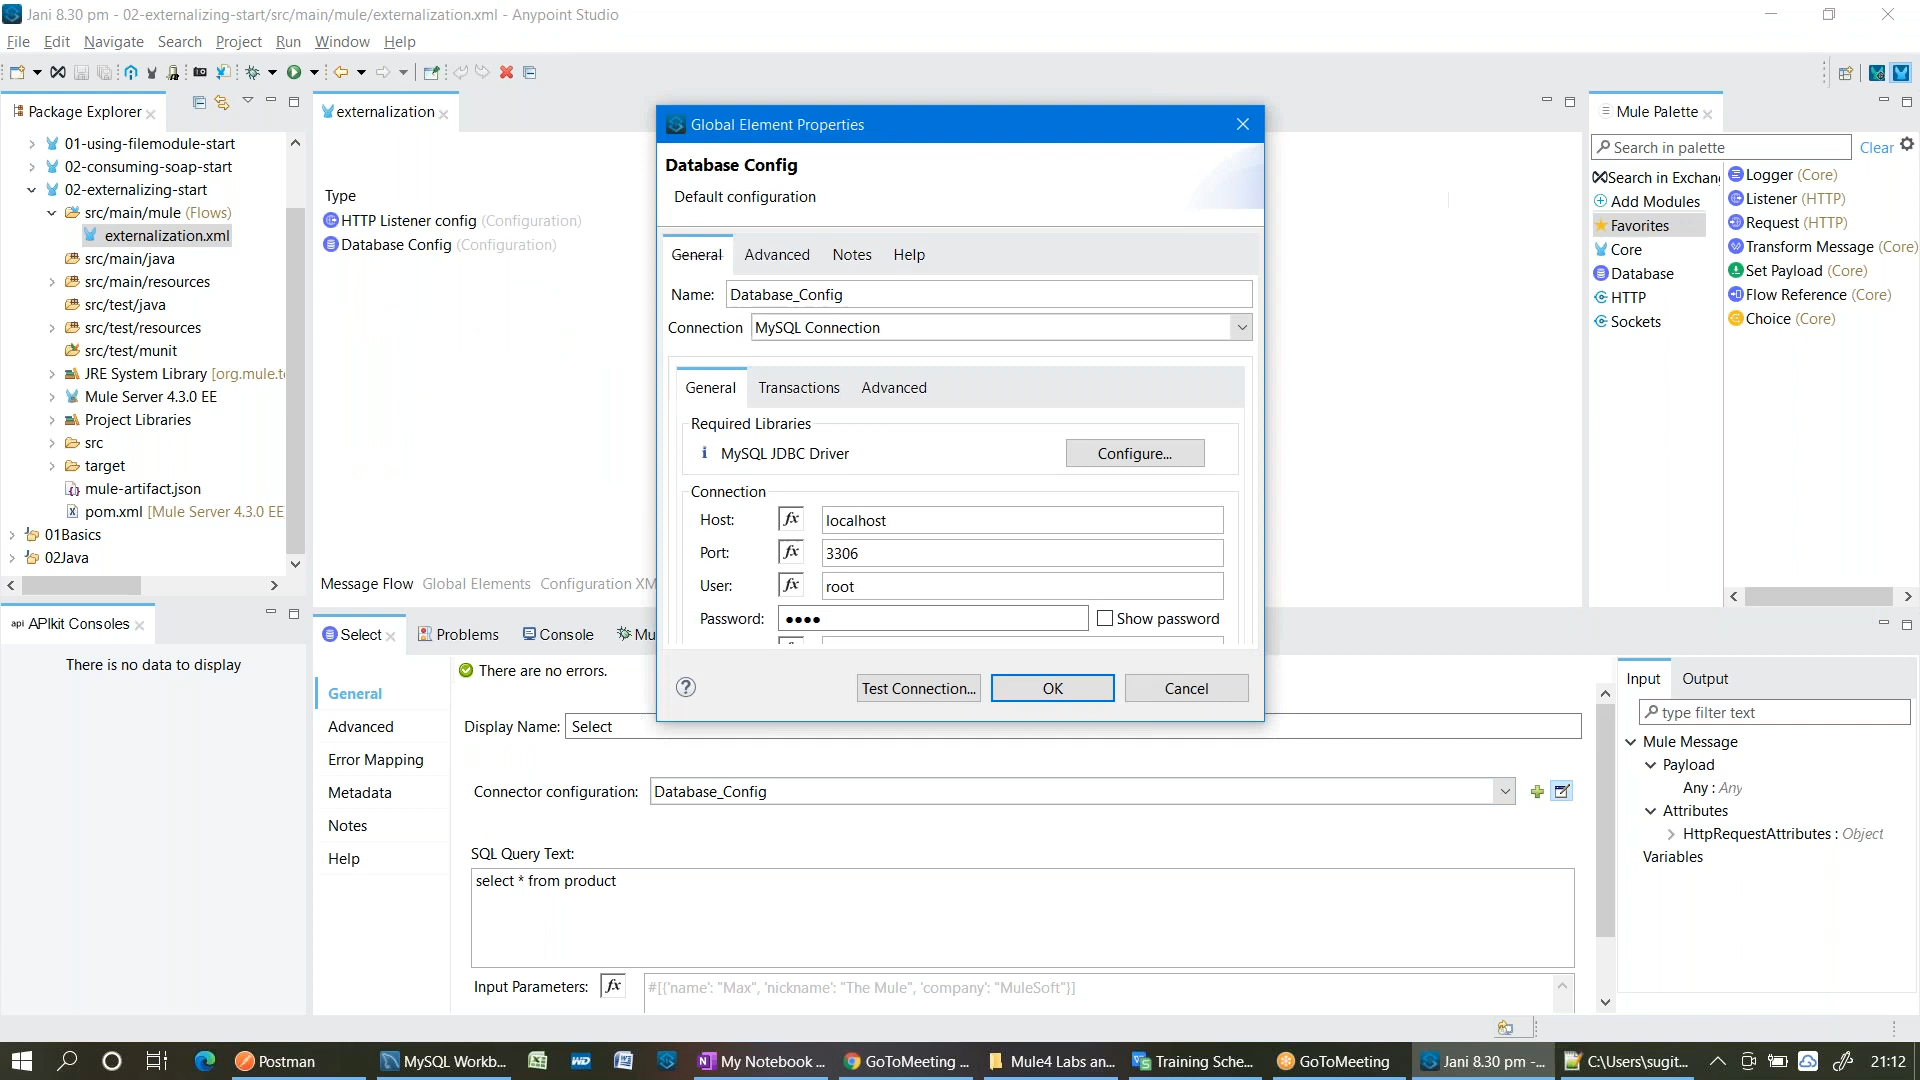 Jani 8.30 pm - 02-externalizing-start/src/main/mule/externalization.xml - Anypoint Studio
File Edit Navigate Search Project Run Window Help
Package Explorer
externalization
01-using-filemodule-start
02-consuming-soap-start
02-externalizing-start
src/main/mule (Flows)
externalization.xml
src/main/java
src/main/resources
src/test/java
src/test/resources
src/test/munit
JRE System Library [org.mule.t
Mule Server 4.3.0 EE
Project Libraries
src
target
mule-artifact.json
pom.xml [Mule Server 4.3.0 EE
01Basics
02Java
Type
HTTP Listener config (Configuration)
Database Config (Configuration)
Message Flow Global Elements Configuration XM
Global Element Properties
Database Config
Default configuration
General Advanced Notes Help
Name: Database_Config
Connection MySQL Connection
General Transactions Advanced
Required Libraries
MySQL JDBC Driver Configure...
Connection
Host: fx localhost
Port: fx 3306
User: fx root
Password: •••• Show password
Test Connection... OK Cancel
Mule Palette
Search in palette Clear
Search in Exchan
Add Modules
Favorites
Core
Database
HTTP
Sockets
Logger (Core)
Listener (HTTP)
Request (HTTP)
Transform Message (Core)
Set Payload (Core)
Flow Reference (Core)
Choice (Core)
api APIkit Consoles
There is no data to display
Select Problems Console Mu
There are no errors.
General
Advanced
Error Mapping
Metadata
Notes
Help
Display Name: Select
Connector configuration: Database_Config
SQL Query Text:
select * from product
Input Parameters: fx #[{'name': "Max", 'nickname': "The Mule", 'company': "MuleSoft"}]
Input Output
type filter text
Mule Message
Payload
Any : Any
Attributes
HttpRequestAttributes : Object
Variables
Postman
MySQL Workb...
WD
My Notebook ...
GoToMeeting ...
Mule4 Labs an...
Training Sche...
GoToMeeting
Jani 8.30 pm -...
C:\Users\sugit...
21:12